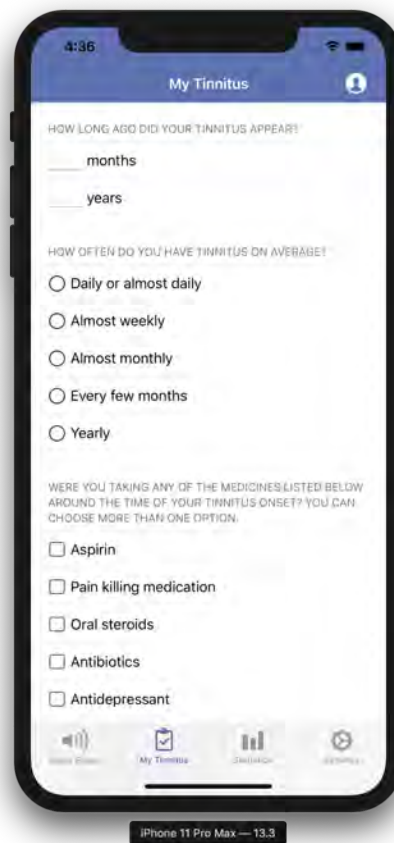 4:36
My Tinnitus
HOW LONG AGO DID YOUR TINNITUS APPEAR?
months
years
HOW OFTEN DO YOU HAVE TINNITUS ON AVERAGE?
Daily or almost daily
Almost weekly
Almost monthly
Every few months
Yearly
WERE YOU TAKING ANY OF THE MEDICINES LISTED BELOW
AROUND THE TIME OF YOUR TINNITUS ONSET? YOU CAN
CHOOSE MORE THAN ONE OPTION.
Aspirin
Pain killing medication
Oral steroids
Antibiotics
Antidepressant
My Tinnitus
iPhone 11 Pro Max — 13.3